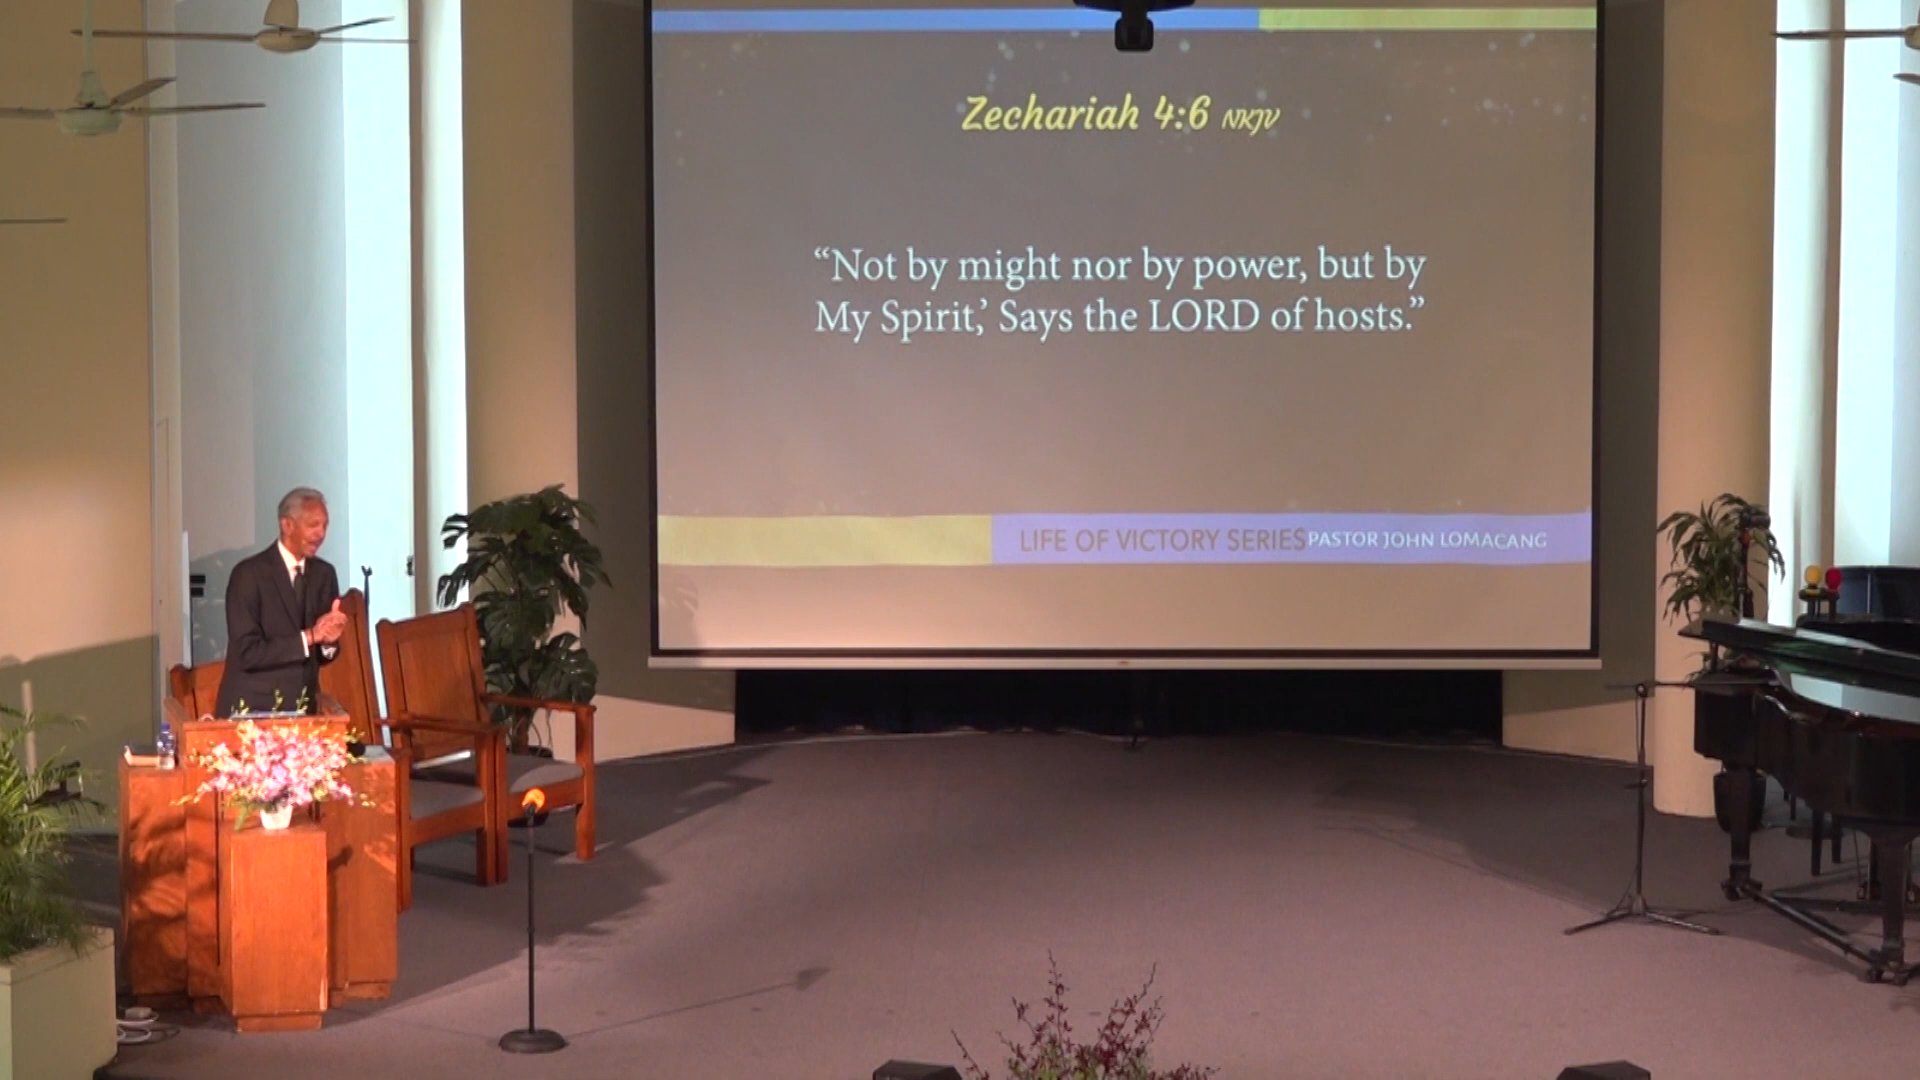 Zechariah 4:6 NKJV
“Not by might nor by power, but by
My Spirit,’ Says the LORD of hosts.”
LIFE OF VICTORY SERIES PASTOR JOHN LOMACANG